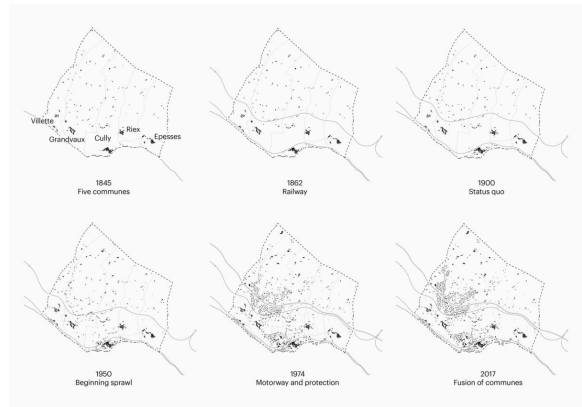 Villette
Grandvaux
Cully
Riex
Epesses
1845
Five communes
1862
Railway
1900
Status quo
1950
Beginning sprawl
1974
Motorway and protection
2017
Fusion of communes